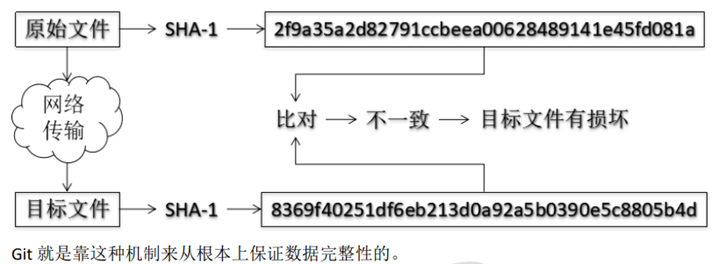 原始文件 SHA-1 2f9a35a2d82791ccbeea00628489141e45fd081a
网络
传输
比对 不一致 目标文件有损坏
目标文件 SHA-1 8369f40251df6eb213d0a92a5b0390e5c8805b4d
Git 就是靠这种机制来从根本上保证数据完整性的。